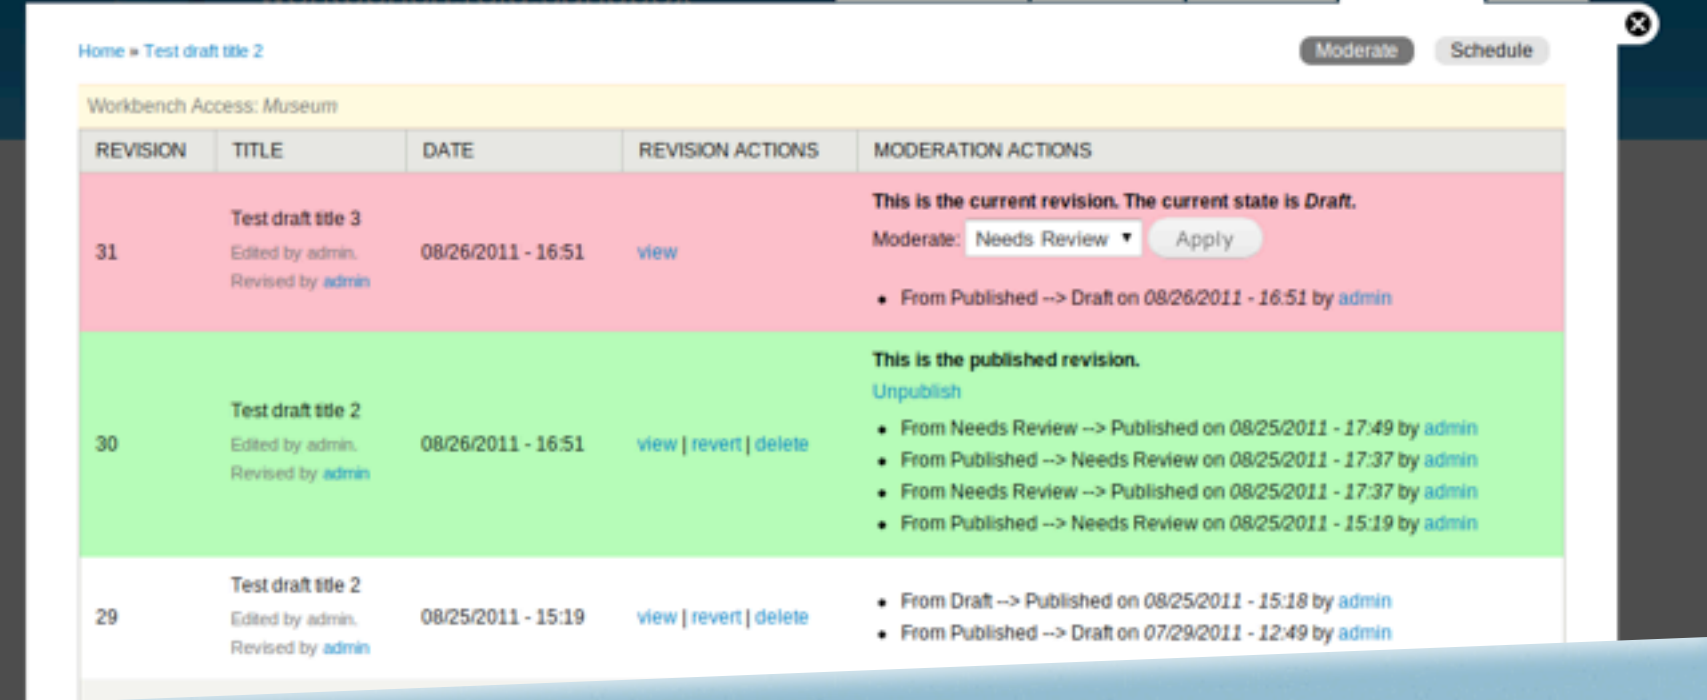 Home » Test draft title 2
Moderate Schedule
Workbench Access: Museum
REVISION TITLE DATE REVISION ACTIONS MODERATION ACTIONS
This is the current revision. The current state is Draft.
Test draft title 3
Moderate: Needs Review Apply
31 Edited by admin. 08/26/2011 - 16:51 view
Revised by admin
From Published --> Draft on 08/26/2011 - 16:51 by admin
This is the published revision.
Unpublish
Test draft title 2
From Needs Review --> Published on 08/25/2011 - 17:49 by admin
30 Edited by admin. 08/26/2011 - 16:51 view | revert | delete
From Published --> Needs Review on 08/25/2011 - 17:37 by admin
Revised by admin
From Needs Review --> Published on 08/25/2011 - 17:37 by admin
From Published --> Needs Review on 08/25/2011 - 15:19 by admin
Test draft title 2
From Draft --> Published on 08/25/2011 - 15:18 by admin
29 Edited by admin. 08/25/2011 - 15:19 view | revert | delete
From Published --> Draft on 07/29/2011 - 12:49 by admin
Revised by admin